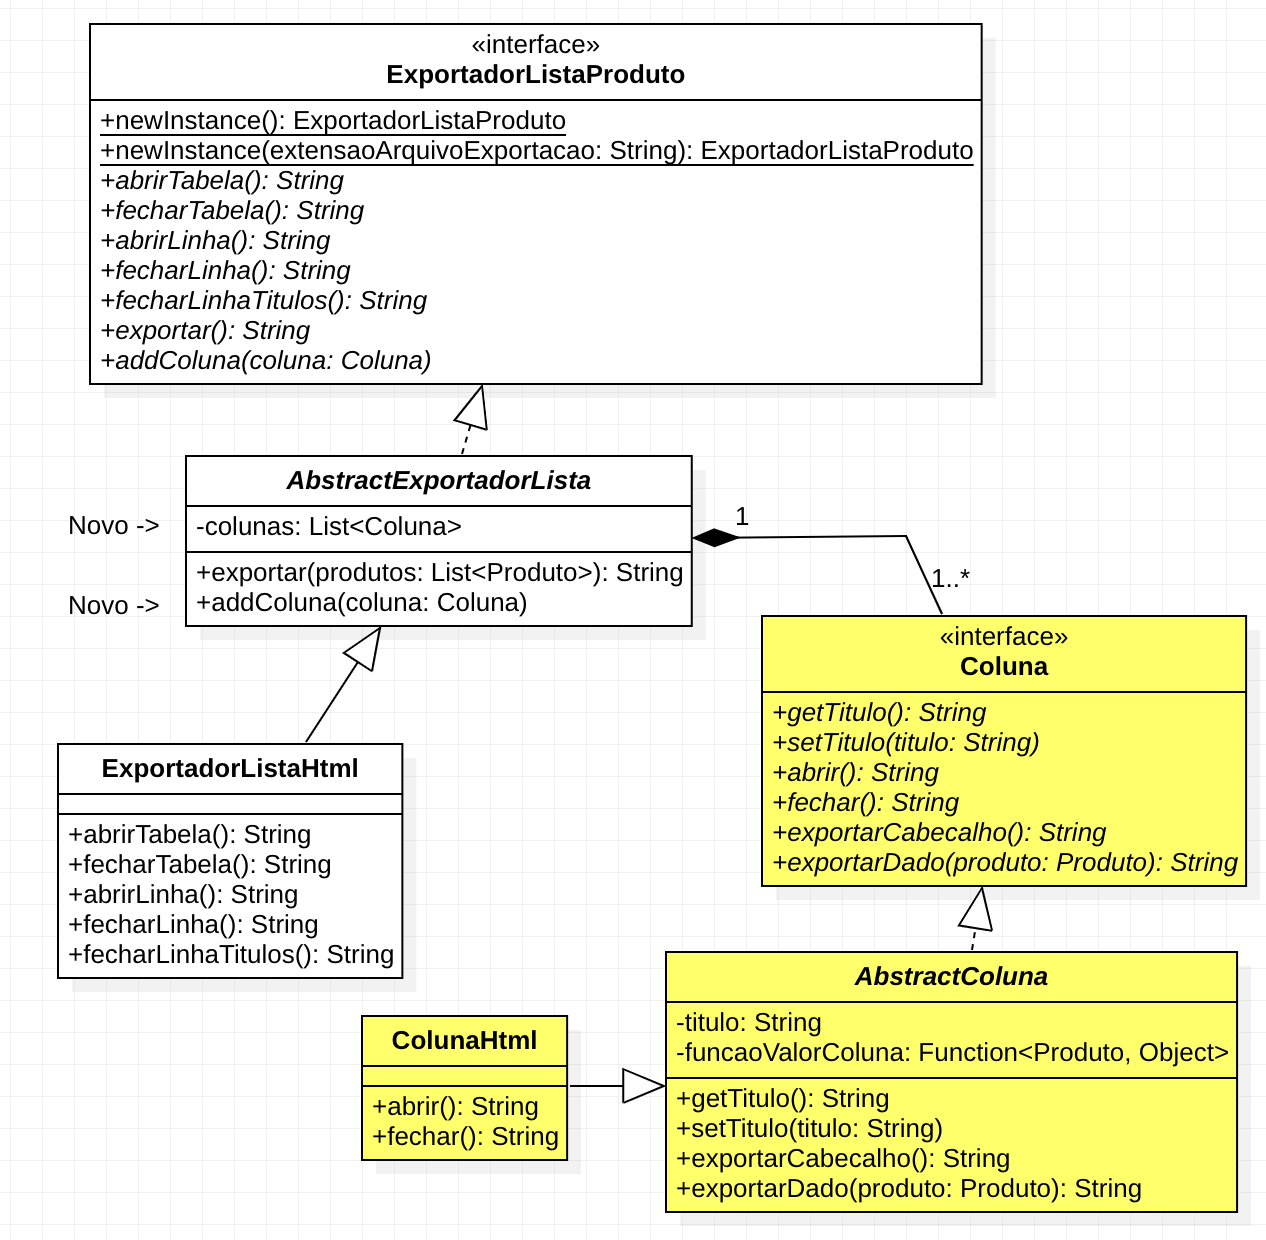 «interface»
ExportadorListaProduto
+newInstance(): ExportadorListaProduto
+newInstance(extensaoArquivoExportacao: String): ExportadorListaProduto
+abrirTabela(): String
+fecharTabela(): String
+abrirLinha(): String
+fecharLinha(): String
+fecharLinhaTitulos(): String
+exportar(): String
+addColuna(coluna: Coluna)
AbstractExportadorLista
Novo ->
-colunas: List<Coluna>
Novo ->
+exportar(produtos: List<Produto>): String
+addColuna(coluna: Coluna)
1
1..*
«interface»
Coluna
+getTitulo(): String
+setTitulo(titulo: String)
+abrir(): String
+fechar(): String
+exportarCabecalho(): String
+exportarDado(produto: Produto): String
ExportadorListaHtml
+abrirTabela(): String
+fecharTabela(): String
+abrirLinha(): String
+fecharLinha(): String
+fecharLinhaTitulos(): String
ColunaHtml
+abrir(): String
+fechar(): String
AbstractColuna
-titulo: String
-funcaoValorColuna: Function<Produto, Object>
+getTitulo(): String
+setTitulo(titulo: String)
+exportarCabecalho(): String
+exportarDado(produto: Produto): String